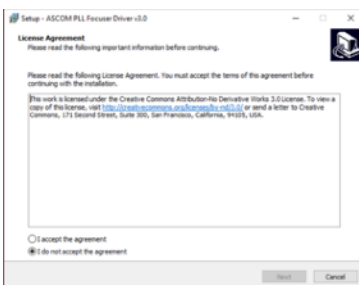 Setup - ASCOM PLL Focuser Driver v3.0
License Agreement
Please read the following important information before continuing.
Please read the following License Agreement. You must accept the terms of this agreement before
continuing with the installation.
This work is licensed under the Creative Commons Attribution-No Derivative Works 3.0 License. To view a
copy of this license, visit http://creativecommons.org/licenses/by-nd/3.0/ or send a letter to Creative
Commons, 171 Second Street, Suite 300, San Francisco, California, 94105, USA.
I accept the agreement
I do not accept the agreement
Next
Cancel